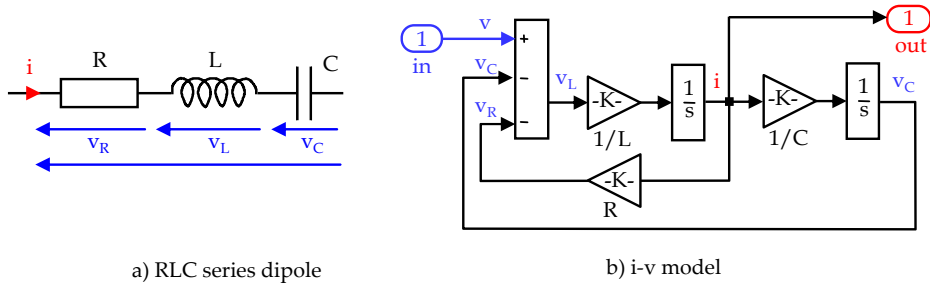 i
R
L
C
v_R
v_L
v_C
a) RLC series dipole
1
in
v
+
v_C
−
v_R
−
v_L
-K-
1/L
1
s
i
-K-
1/C
1
s
v_C
1
out
-K-
R
b) i-v model